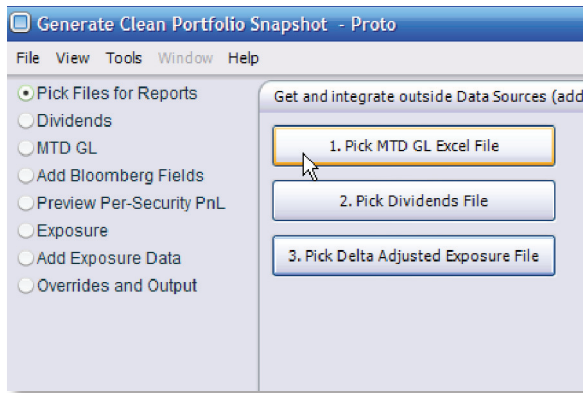 Generate Clean Portfolio Snapshot - Proto
File View Tools Window Help
Pick Files for Reports
Dividends
MTD GL
Add Bloomberg Fields
Preview Per-Security PnL
Exposure
Add Exposure Data
Overrides and Output
Get and integrate outside Data Sources (add
1. Pick MTD GL Excel File
2. Pick Dividends File
3. Pick Delta Adjusted Exposure File